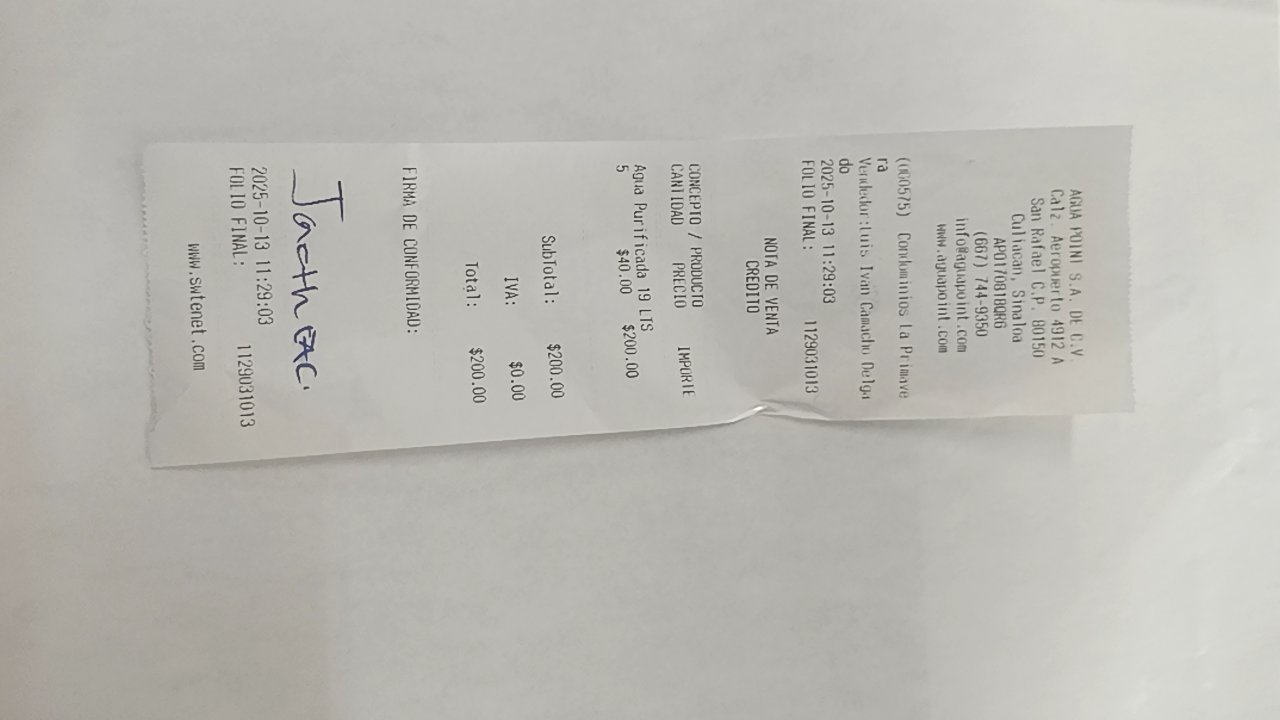 AGUA POINT S.A. DE C.V.
Calz. Aeropuerto 4912 A
San Rafael C.P. 80150
Culiacan, Sinaloa
APO170818QR6
(667) 744-9350
info@aguapoint.com
www.aguapoint.com
(000575) Condominios la Primave
ra
Vendedor:Luis Ivan Camacho Delga
do
2025-10-13 11:29:03
FOLIO FINAL: 1129031013
NOTA DE VENTA
CREDITO
CONCEPTO / PRODUCTO
CANTIDAD PRECIO IMPORTE
Agua Purificada 19 LTS
5 $40.00 $200.00
SubTotal: $200.00
IVA: $0.00
Total: $200.00
FIRMA DE CONFORMIDAD:
2025-10-13 11:29:03
FOLIO FINAL: 1129031013
www.swtenet.com